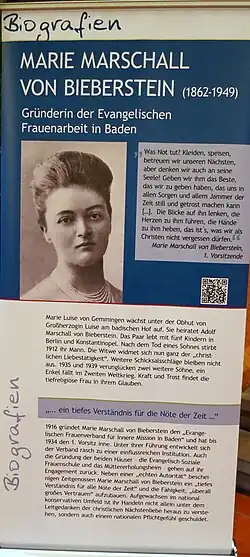 Biografien
MARIE MARSCHALL
VON BIEBERSTEIN (1862-1949)
Gründerin der Evangelischen
Frauenarbeit in Baden
„Was Not tut? Kleiden, speisen,
betreuen wir unseren Nächsten,
aber denken wir auch an seine
Seele! Geben wir ihm das Beste,
das wir zu geben haben, das uns in
allen Sorgen und allem Jammer der
Zeit still und getrost machen kann
[…]. Die Blicke auf ihn lenken, die
Herzen zu ihm führen, die Hände
zu ihm heben, das ist´s, was wir als
Christen nicht vergessen dürfen."
Marie Marschall von Bieberstein,
1. Vorsitzende
Marie Luise von Gemmingen wächst unter der Obhut von
Großherzogin Luise am badischen Hof auf. Sie heiratet Adolf
Marschall von Bieberstein. Das Paar lebt mit fünf Kindern in
Berlin und Konstantinopel. Nach dem Tod eines Sohnes stirbt
1912 ihr Mann. Die Witwe widmet sich nun ganz der „christ-
lichen Liebestätigkeit". Weitere Schicksalsschläge bleiben nicht
aus. 1935 und 1939 verunglücken zwei weitere Söhne, ein
Enkel fällt im Zweiten Weltkrieg. Kraft und Trost findet die
tiefreligiöse Frau in ihrem Glauben.
„… ein tiefes Verständnis für die Nöte der Zeit …"
1916 gründet Marie Marschall von Bieberstein den „Evange-
lischen Frauenverband für Innere Mission in Baden" und hat bis
1934 den 1. Vorsitz inne. Unter ihrer Führung entwickelt sich
der Verband rasch zu einer einflussreichen Institution. Auch
die Gründung der beiden Häuser – die Evangelisch-Soziale
Frauenschule und das Müttererholungsheim – gehen auf ihr
Engagement zurück. Neben einer „echten Autorität" bescheini-
gen Zeitgenossen Marie Marschall von Bieberstein ein „tiefes
Verständnis für alle Nöte der Zeit" und die Fähigkeit, „überall
großes Vertrauen" aufzubauen. Aufgewachsen im national-
konservativen Umfeld ist ihr Handeln nicht allein unter dem
Leitgedanken der christlichen Nächstenliebe heraus zu verste-
hen, sondern auch einem nationalen Pflichtgefühl geschuldet.
Biografien